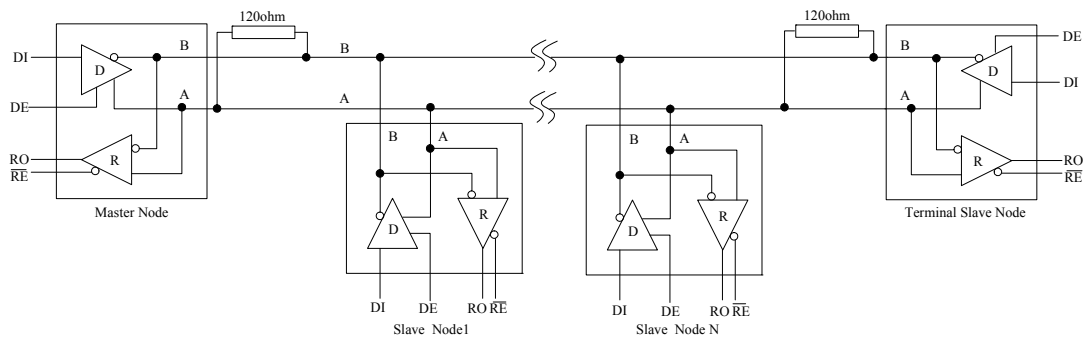 120ohm
120ohm
B
B
B
DE
DI
D
D
DI
A
A
A
DE
B
A
B
A
RO
R
R
RO
RE
RE
Master Node
Terminal Slave Node
D
R
D
R
DI
DE
RO
RE
DI
DE
RO
RE
Slave Node1
Slave Node N